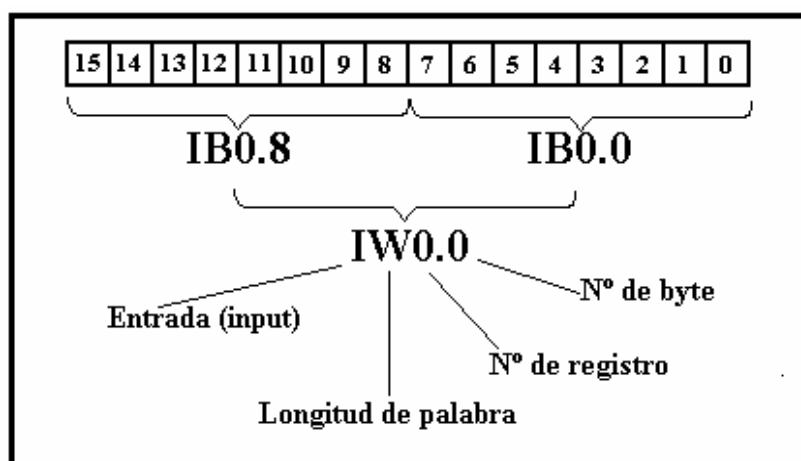 15 14 13 12 11 10 9 8 7 6 5 4 3 2 1 0
IB0.8 IB0.0
IW0.0
Nº de byte
Entrada (input)
Nº de registro
Longitud de palabra